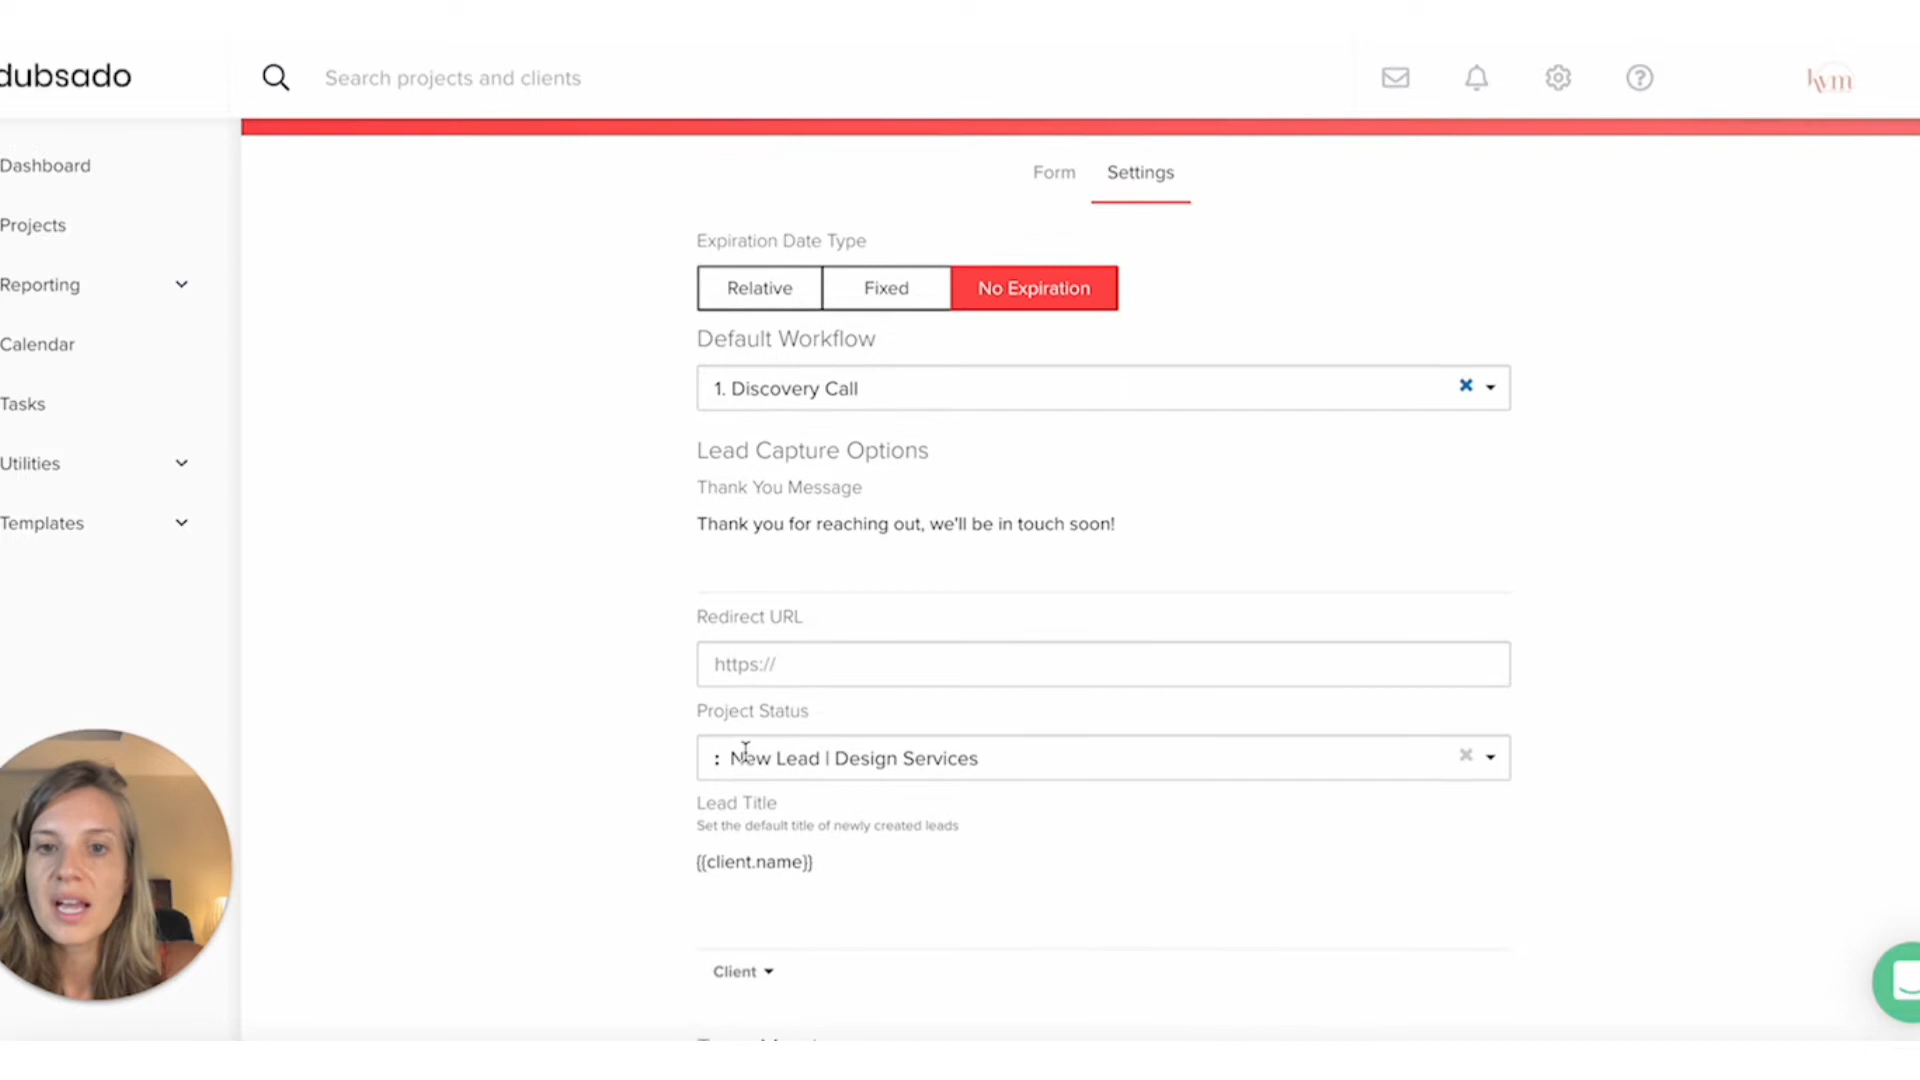 dubsado
Search projects and clients
kvm
Dashboard
Projects
Reporting
Calendar
Tasks
Utilities
Templates
Form Settings
Expiration Date Type
Relative Fixed No Expiration
Default Workflow
1. Discovery Call
Lead Capture Options
Thank You Message
Thank you for reaching out, we'll be in touch soon!
Redirect URL
https://
Project Status
: New Lead | Design Services
Lead Title
Set the default title of newly created leads
{{client.name}}
Client